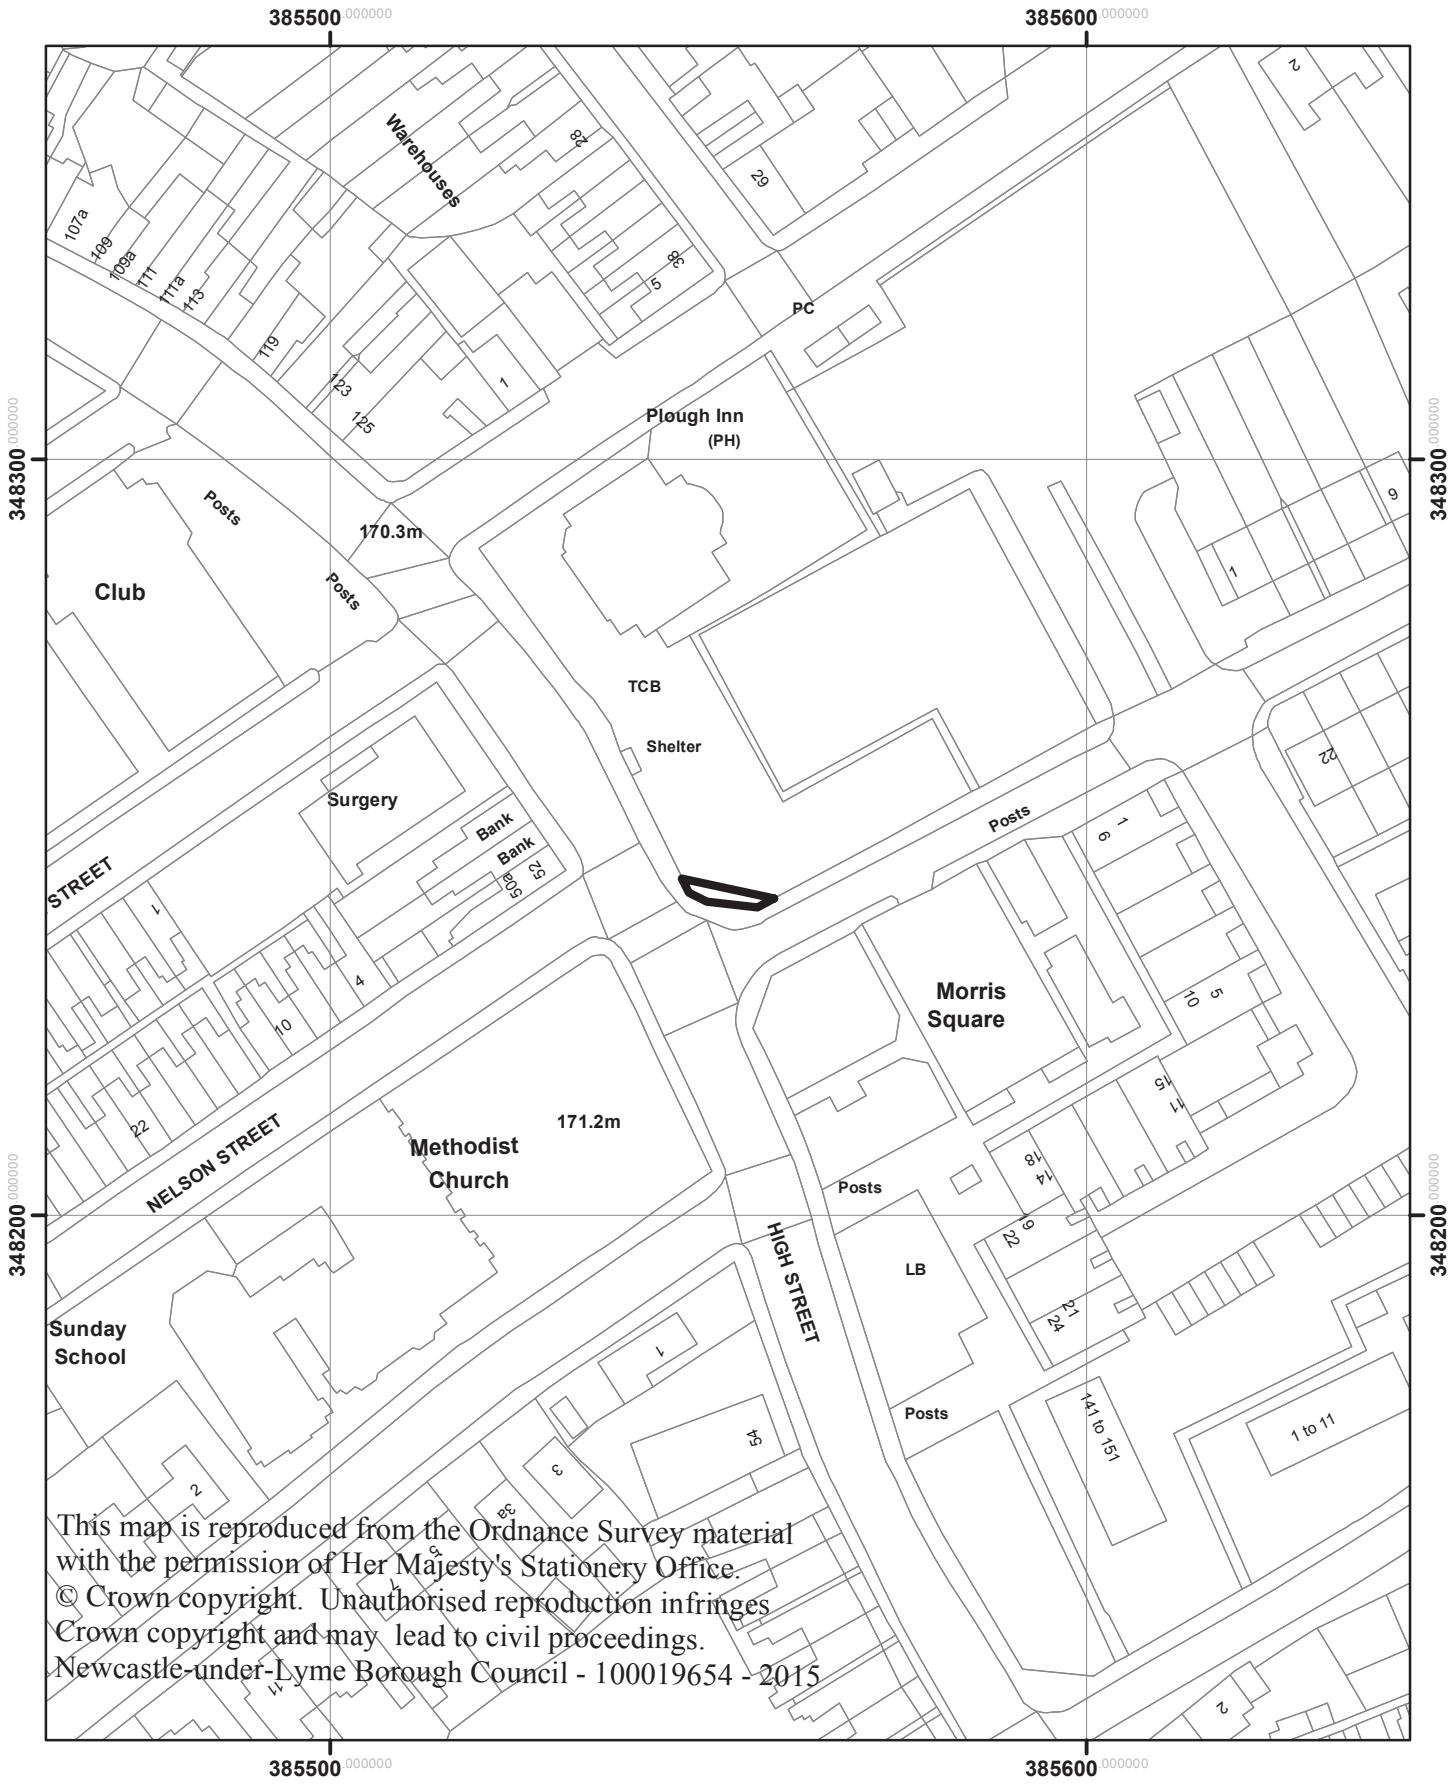 385500.000000
385600.000000
2
Warehouses
28
29
107a
109
109a
111
111a
113
38
5
PC
119
123
125
1
Plough Inn
(PH)
348300.000000
348300.000000
9
Posts
170.3m
Posts
Club
1
TCB
Shelter
22
Surgery
Bank
Bank
52
50a
Posts
1
6
STREET
1
4
10
Morris
Square
5
10
22
NELSON STREET
171.2m
Methodist
Church
15
11
18
14
Posts
19
22
348200.000000
348200.000000
HIGH STREET
LB
21
24
Sunday
School
1
Posts
54
141 to 151
1 to 11
3
2
3a
5
7
11
2
This map is reproduced from the Ordnance Survey material
with the permission of Her Majesty's Stationery Office.
© Crown copyright. Unauthorised reproduction infringes
Crown copyright and may lead to civil proceedings.
Newcastle-under-Lyme Borough Council - 100019654 - 2015
385500.000000
385600.000000